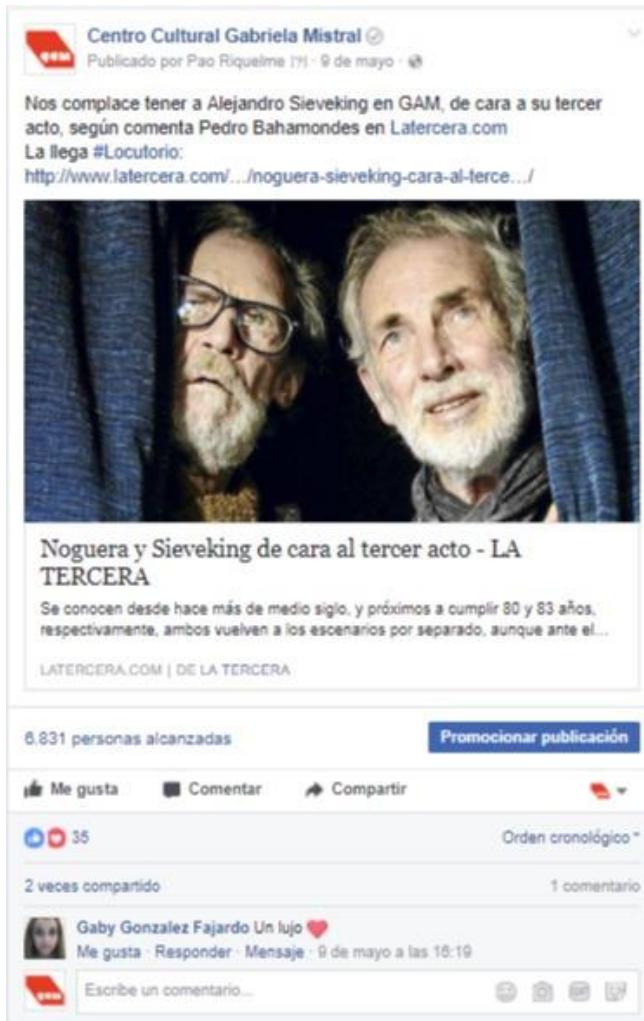 Centro Cultural Gabriela Mistral
Publicado por Pao Riquelme [?] · 9 de mayo ·
Nos complace tener a Alejandro Sieveking en GAM, de cara a su tercer
acto, según comenta Pedro Bahamondes en Latercera.com
La llega #Locutorio:
http://www.latercera.com/.../noguera-sieveking-cara-al-terce.../
Noguera y Sieveking de cara al tercer acto - LA
TERCERA
Se conocen desde hace más de medio siglo, y próximos a cumplir 80 y 83 años,
respectivamente, ambos vuelven a los escenarios por separado, aunque ante el...
LATERCERA.COM | DE LA TERCERA
6.831 personas alcanzadas
Promocionar publicación
Me gusta Comentar Compartir
35 Orden cronológico
2 veces compartido 1 comentario
Gaby Gonzalez Fajardo Un lujo ❤
Me gusta · Responder · Mensaje · 9 de mayo a las 16:19
Escribe un comentario...